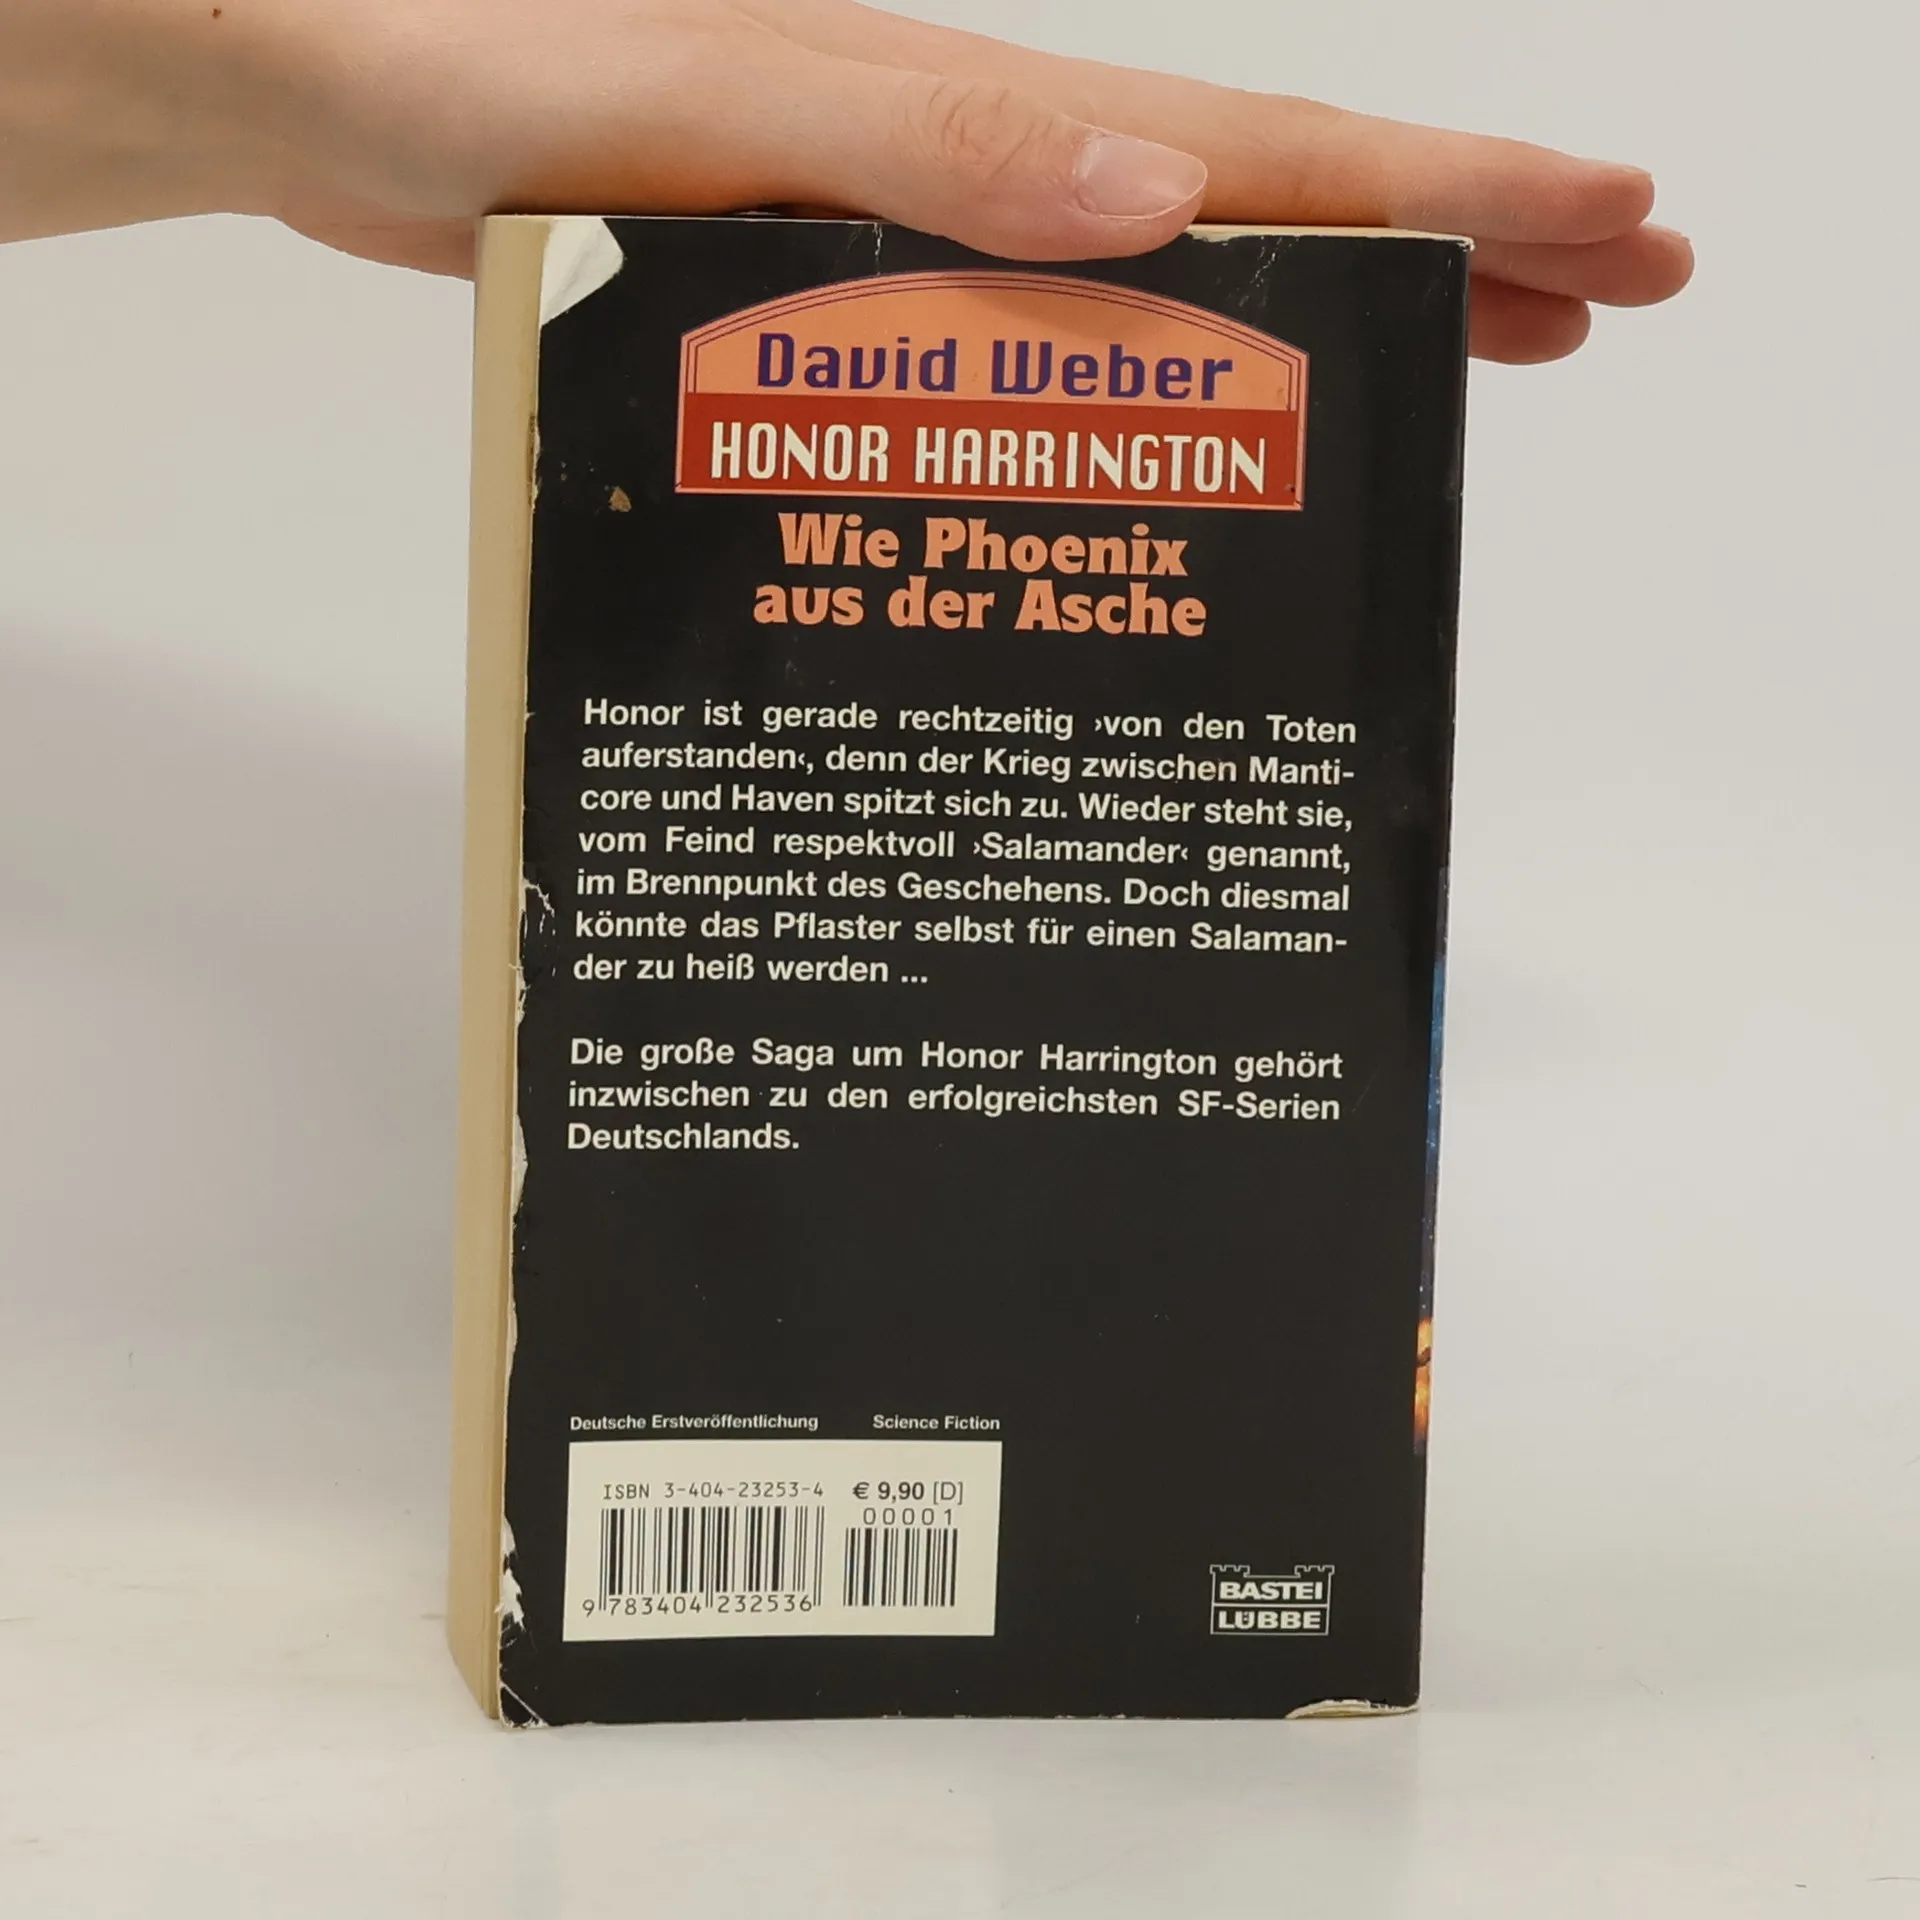 David Weber
HONOR HARRINGTON
Wie Phoenix
aus der Asche
Honor ist gerade rechtzeitig ›von den Toten
auferstanden‹, denn der Krieg zwischen Manti-
core und Haven spitzt sich zu. Wieder steht sie,
vom Feind respektvoll ›Salamander‹ genannt,
im Brennpunkt des Geschehens. Doch diesmal
könnte das Pflaster selbst für einen Salaman-
der zu heiß werden ...
Die große Saga um Honor Harrington gehört
inzwischen zu den erfolgreichsten SF-Serien
Deutschlands.
Deutsche Erstveröffentlichung Science Fiction
ISBN 3-404-23253-4 € 9,90 [D]
00001
9 783404 232536
BASTEI
LÜBBE